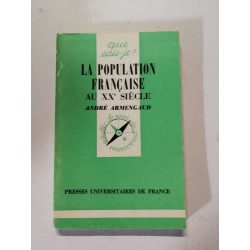 que
sais-je?
LA POPULATION
FRANÇAISE
AU XXᵉ SIÈCLE
ANDRÉ ARMENGAUD
PRESSES UNIVERSITAIRES DE FRANCE